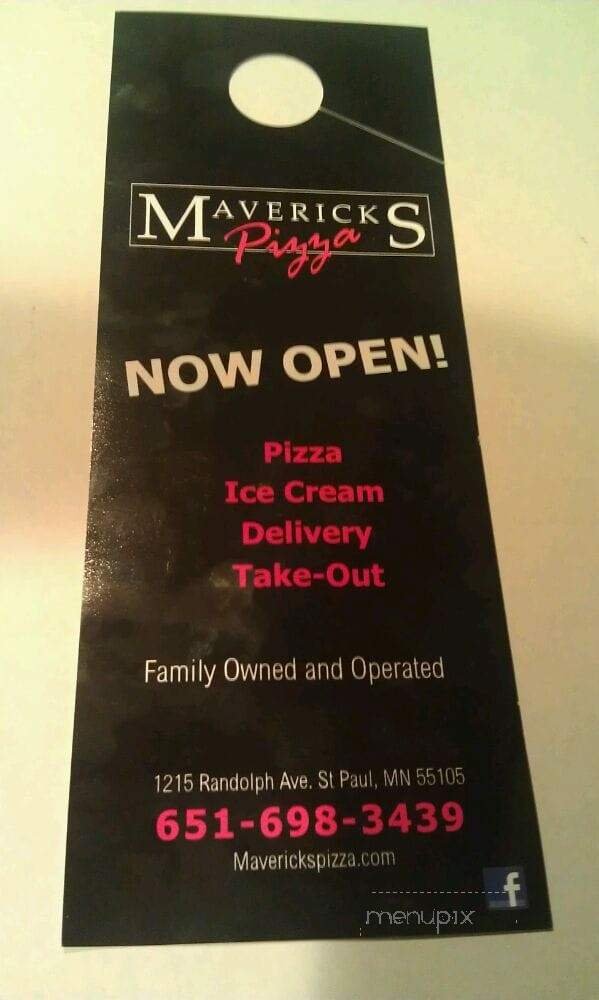 MAVERICKS
Pizza
NOW OPEN!
Pizza
Ice Cream
Delivery
Take-Out
Family Owned and Operated
1215 Randolph Ave. St Paul, MN 55105
651-698-3439
Maverickspizza.com
f
menupix